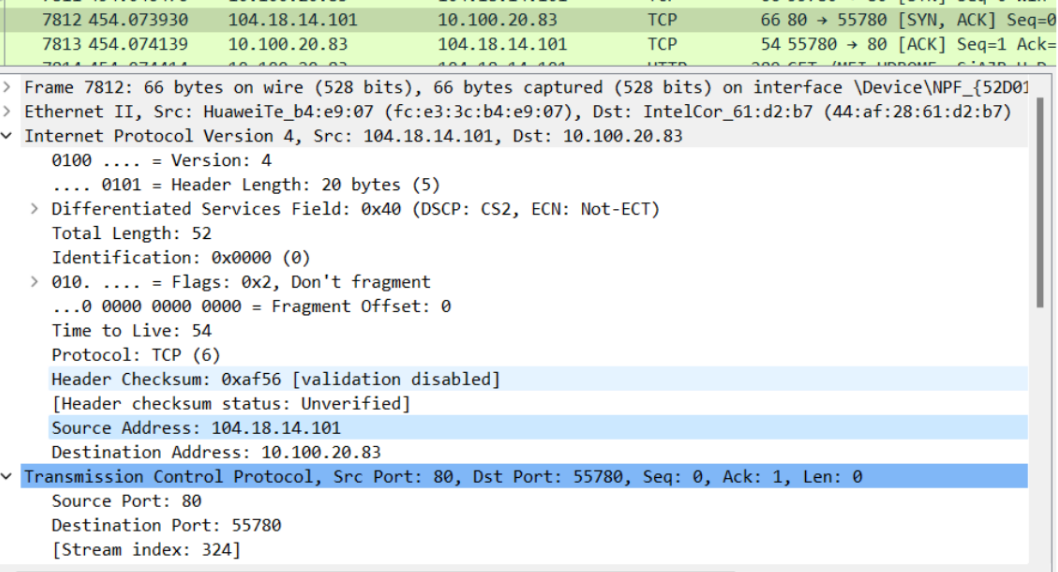 7812 454.073930 104.18.14.101 10.100.20.83 TCP 66 80 → 55780 [SYN, ACK] Seq=0
7813 454.074139 10.100.20.83 104.18.14.101 TCP 54 55780 → 80 [ACK] Seq=1 Ack=
Frame 7812: 66 bytes on wire (528 bits), 66 bytes captured (528 bits) on interface \Device\NPF_{52D01
Ethernet II, Src: HuaweiTe_b4:e9:07 (fc:e3:3c:b4:e9:07), Dst: IntelCor_61:d2:b7 (44:af:28:61:d2:b7)
Internet Protocol Version 4, Src: 104.18.14.101, Dst: 10.100.20.83
0100 .... = Version: 4
.... 0101 = Header Length: 20 bytes (5)
Differentiated Services Field: 0x40 (DSCP: CS2, ECN: Not-ECT)
Total Length: 52
Identification: 0x0000 (0)
010. .... = Flags: 0x2, Don't fragment
...0 0000 0000 0000 = Fragment Offset: 0
Time to Live: 54
Protocol: TCP (6)
Header Checksum: 0xaf56 [validation disabled]
[Header checksum status: Unverified]
Source Address: 104.18.14.101
Destination Address: 10.100.20.83
Transmission Control Protocol, Src Port: 80, Dst Port: 55780, Seq: 0, Ack: 1, Len: 0
Source Port: 80
Destination Port: 55780
[Stream index: 324]